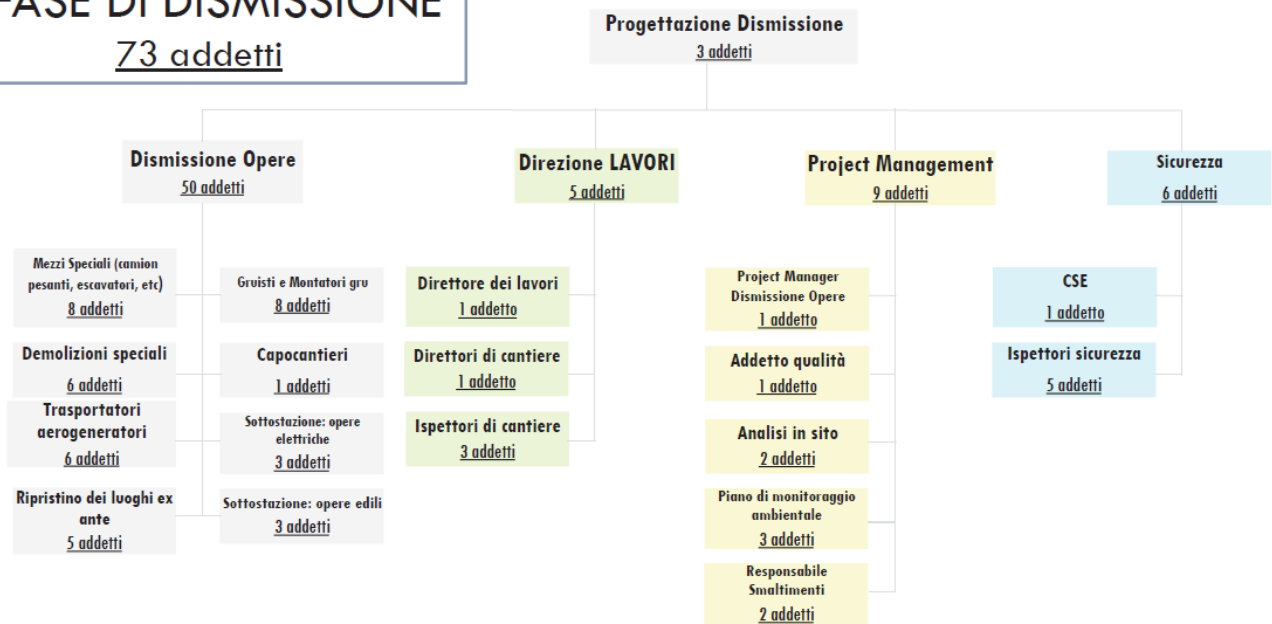 FASE DI DISMISSIONE
73 addetti
Progettazione Dismissione
3 addetti
Dismissione Opere
50 addetti
Mezzi Speciali (camion
pesanti, escavatori, etc)
8 addetti
Gruisti e Montatori gru
8 addetti
Demolizioni speciali
6 addetti
Capocantieri
1 addetti
Trasportatori
aerogeneratori
6 addetti
Sottostazione: opere
elettriche
3 addetti
Ripristino dei luoghi ex
ante
5 addetti
Sottostazione: opere edili
3 addetti
Direzione LAVORI
5 addetti
Direttore dei lavori
1 addetto
Direttori di cantiere
1 addetto
Ispettori di cantiere
3 addetti
Project Management
9 addetti
Project Manager
Dismissione Opere
1 addetto
Addetto qualità
1 addetto
Analisi in sito
2 addetti
Piano di monitoraggio
ambientale
3 addetti
Responsabile
Smaltimenti
2 addetti
Sicurezza
6 addetti
CSE
1 addetto
Ispettori sicurezza
5 addetti